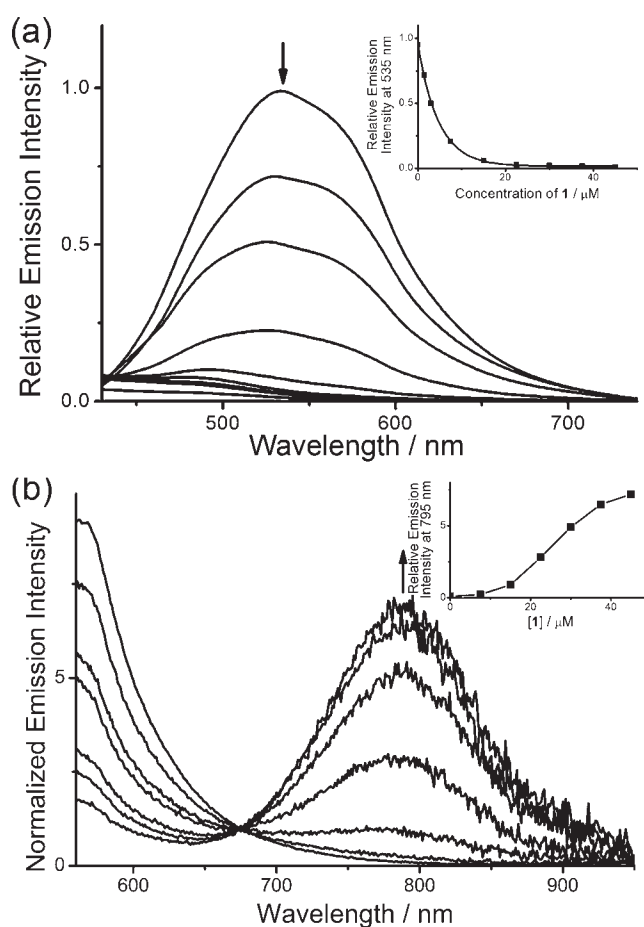 (a)
Relative Emission Intensity
1.0
0.5
0.0
500
600
700
Wavelength / nm
Relative Emission
Intensity at 535 nm
1.0
0.5
0.0
0
20
40
Concentration of 1 / μM
(b)
Normalized Emission Intensity
5
0
600
700
800
900
Wavelength / nm
Relative Emission
Intensity at 795 nm
5
0
0
20
40
[1] / μM